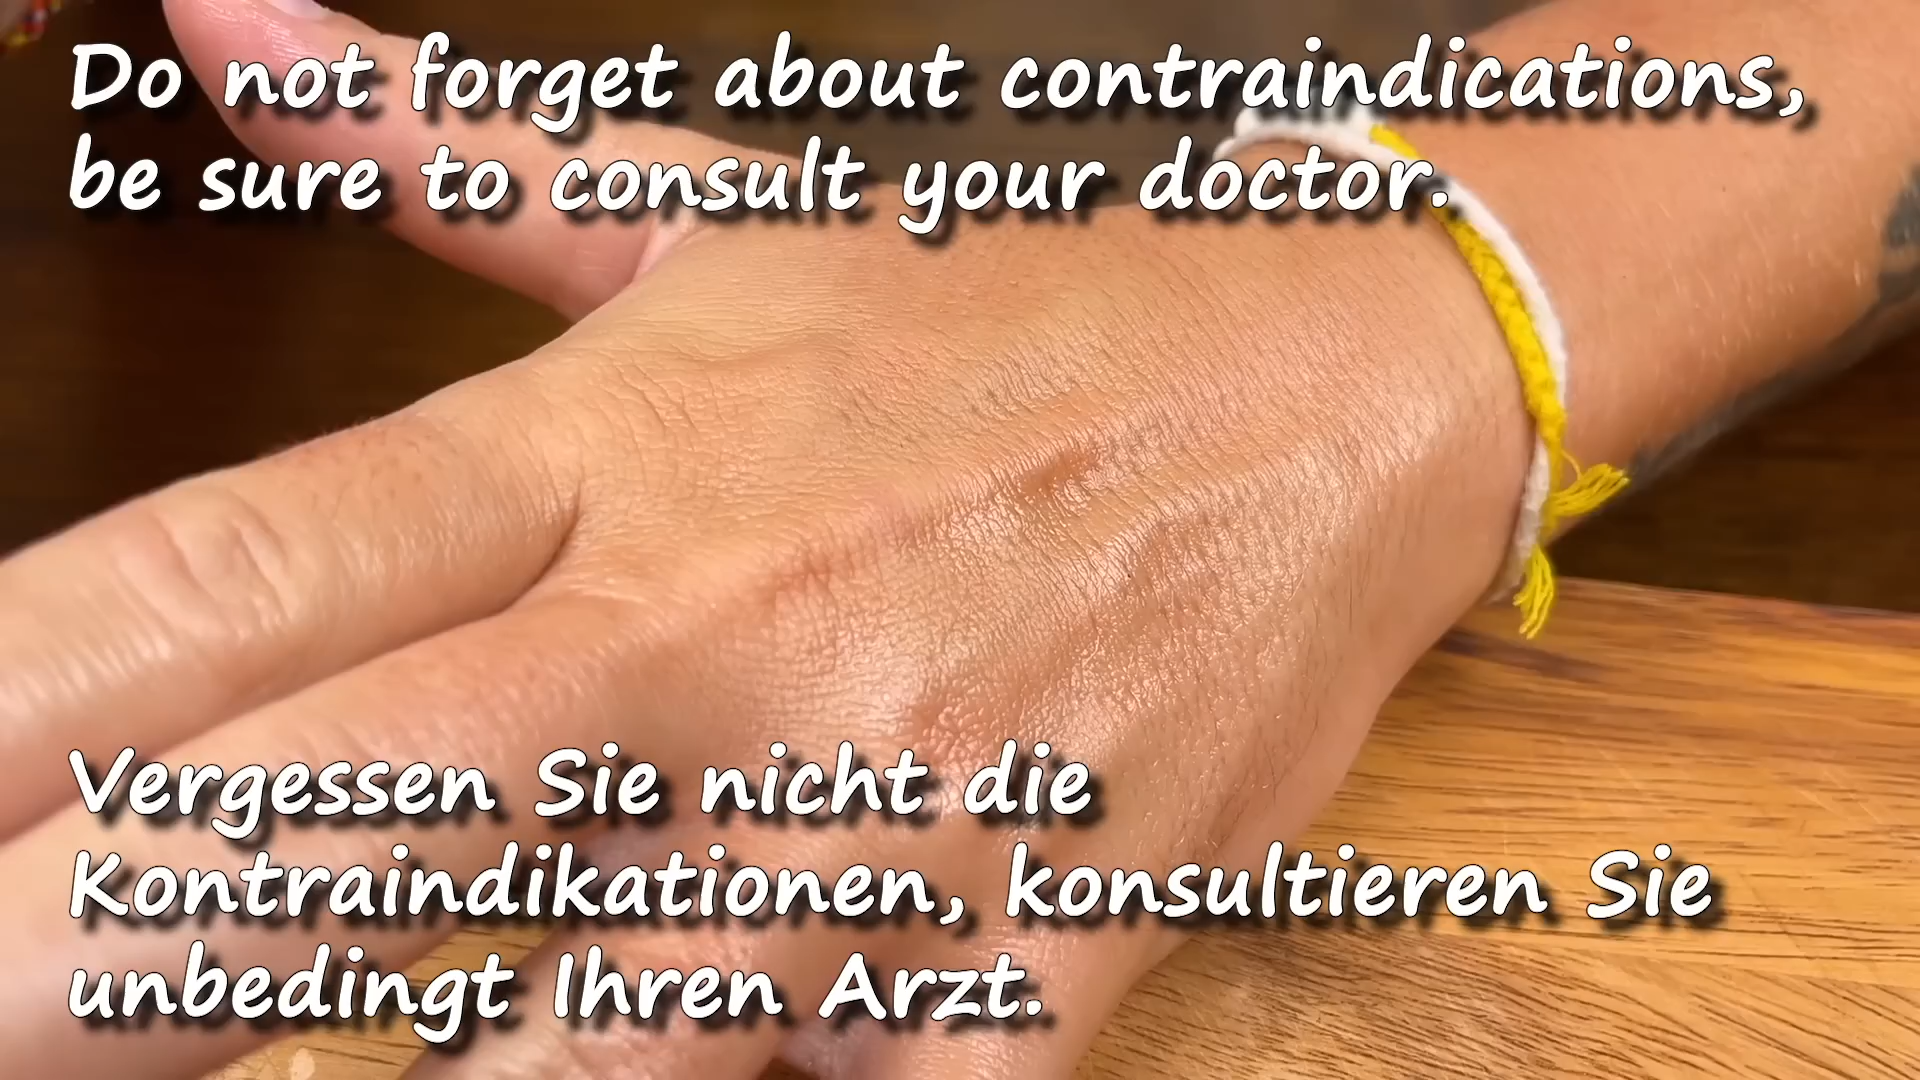 Do not forget about contraindications,
be sure to consult your doctor.
Vergessen Sie nicht die
Kontraindikationen, konsultieren Sie
unbedingt Ihren Arzt.